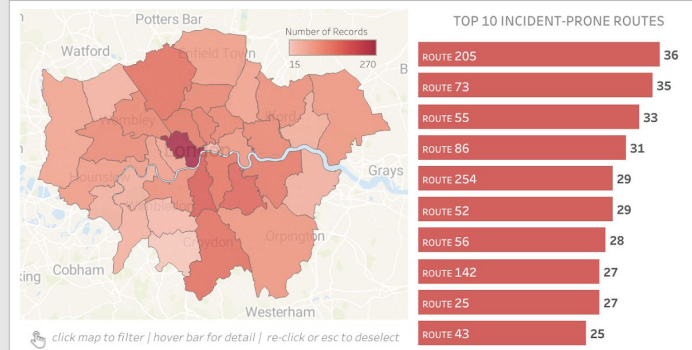 Potters Bar
Watford
Enfield Town
Number of Records
15
270
B
Wembley
Ilford
London
Hounslow
Grays
Wimbledon
Croydon
Orpington
Cobham
Westerham
click map to filter | hover bar for detail | re-click or esc to deselect
TOP 10 INCIDENT-PRONE ROUTES
ROUTE 205 36
ROUTE 73 35
ROUTE 55 33
ROUTE 86 31
ROUTE 254 29
ROUTE 52 29
ROUTE 56 28
ROUTE 142 27
ROUTE 25 27
ROUTE 43 25